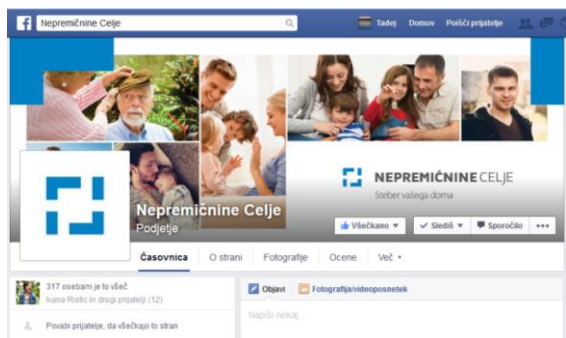 Nepremičnine Celje
Tadej Domov Poišči prijatelje
NEPREMIČNINE CELJE
Steber vašega doma
Nepremičnine Celje
Podjetje
Všečkano Slediš Sporočilo
Časovnica O strani Fotografije Ocene Več
317 osebam je to všeč
Ivana Ristic in drugi prijatelji (12)
Povabi prijatelje, da všečkajo to stran
Objavi Fotografija/videoposnetek
Napiši nekaj ...